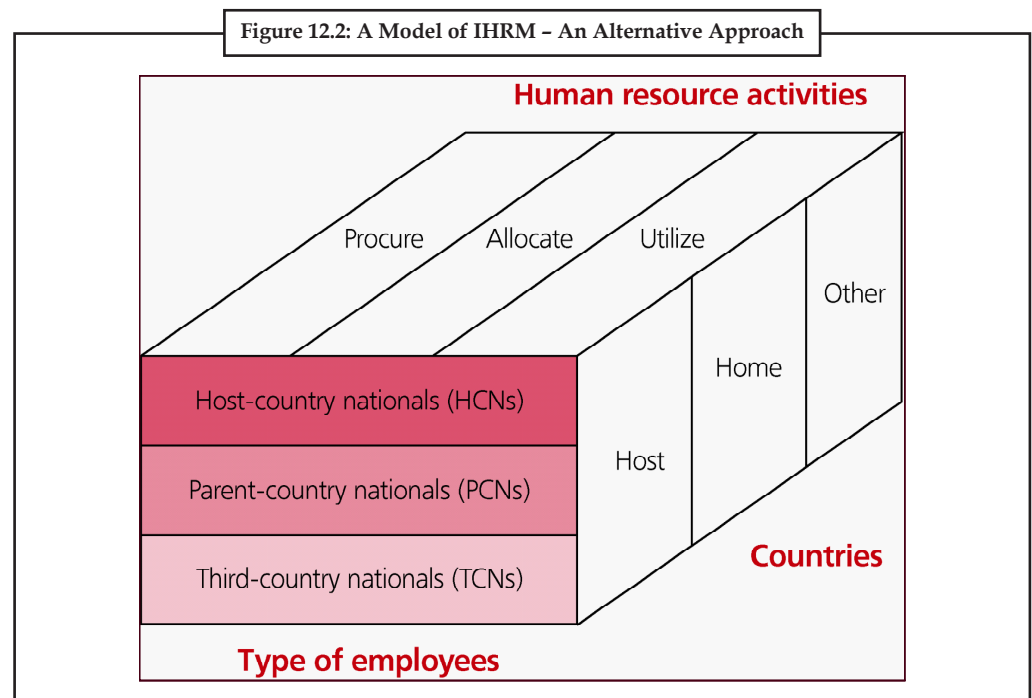 Figure 12.2: A Model of IHRM – An Alternative Approach
Human resource activities
Procure
Allocate
Utilize
Other
Home
Host
Host-country nationals (HCNs)
Parent-country nationals (PCNs)
Third-country nationals (TCNs)
Countries
Type of employees